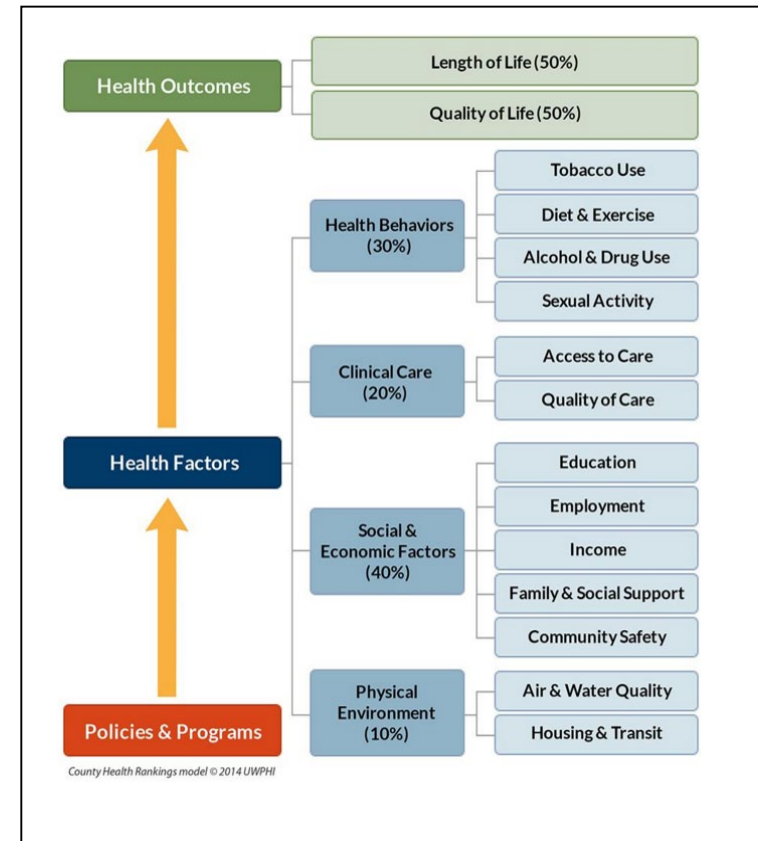 Health Outcomes
Length of Life (50%)
Quality of Life (50%)
Health Factors
Health Behaviors
(30%)
Tobacco Use
Diet & Exercise
Alcohol & Drug Use
Sexual Activity
Clinical Care
(20%)
Access to Care
Quality of Care
Social &
Economic Factors
(40%)
Education
Employment
Income
Family & Social Support
Community Safety
Physical
Environment
(10%)
Air & Water Quality
Housing & Transit
Policies & Programs
County Health Rankings model © 2014 UWPHI